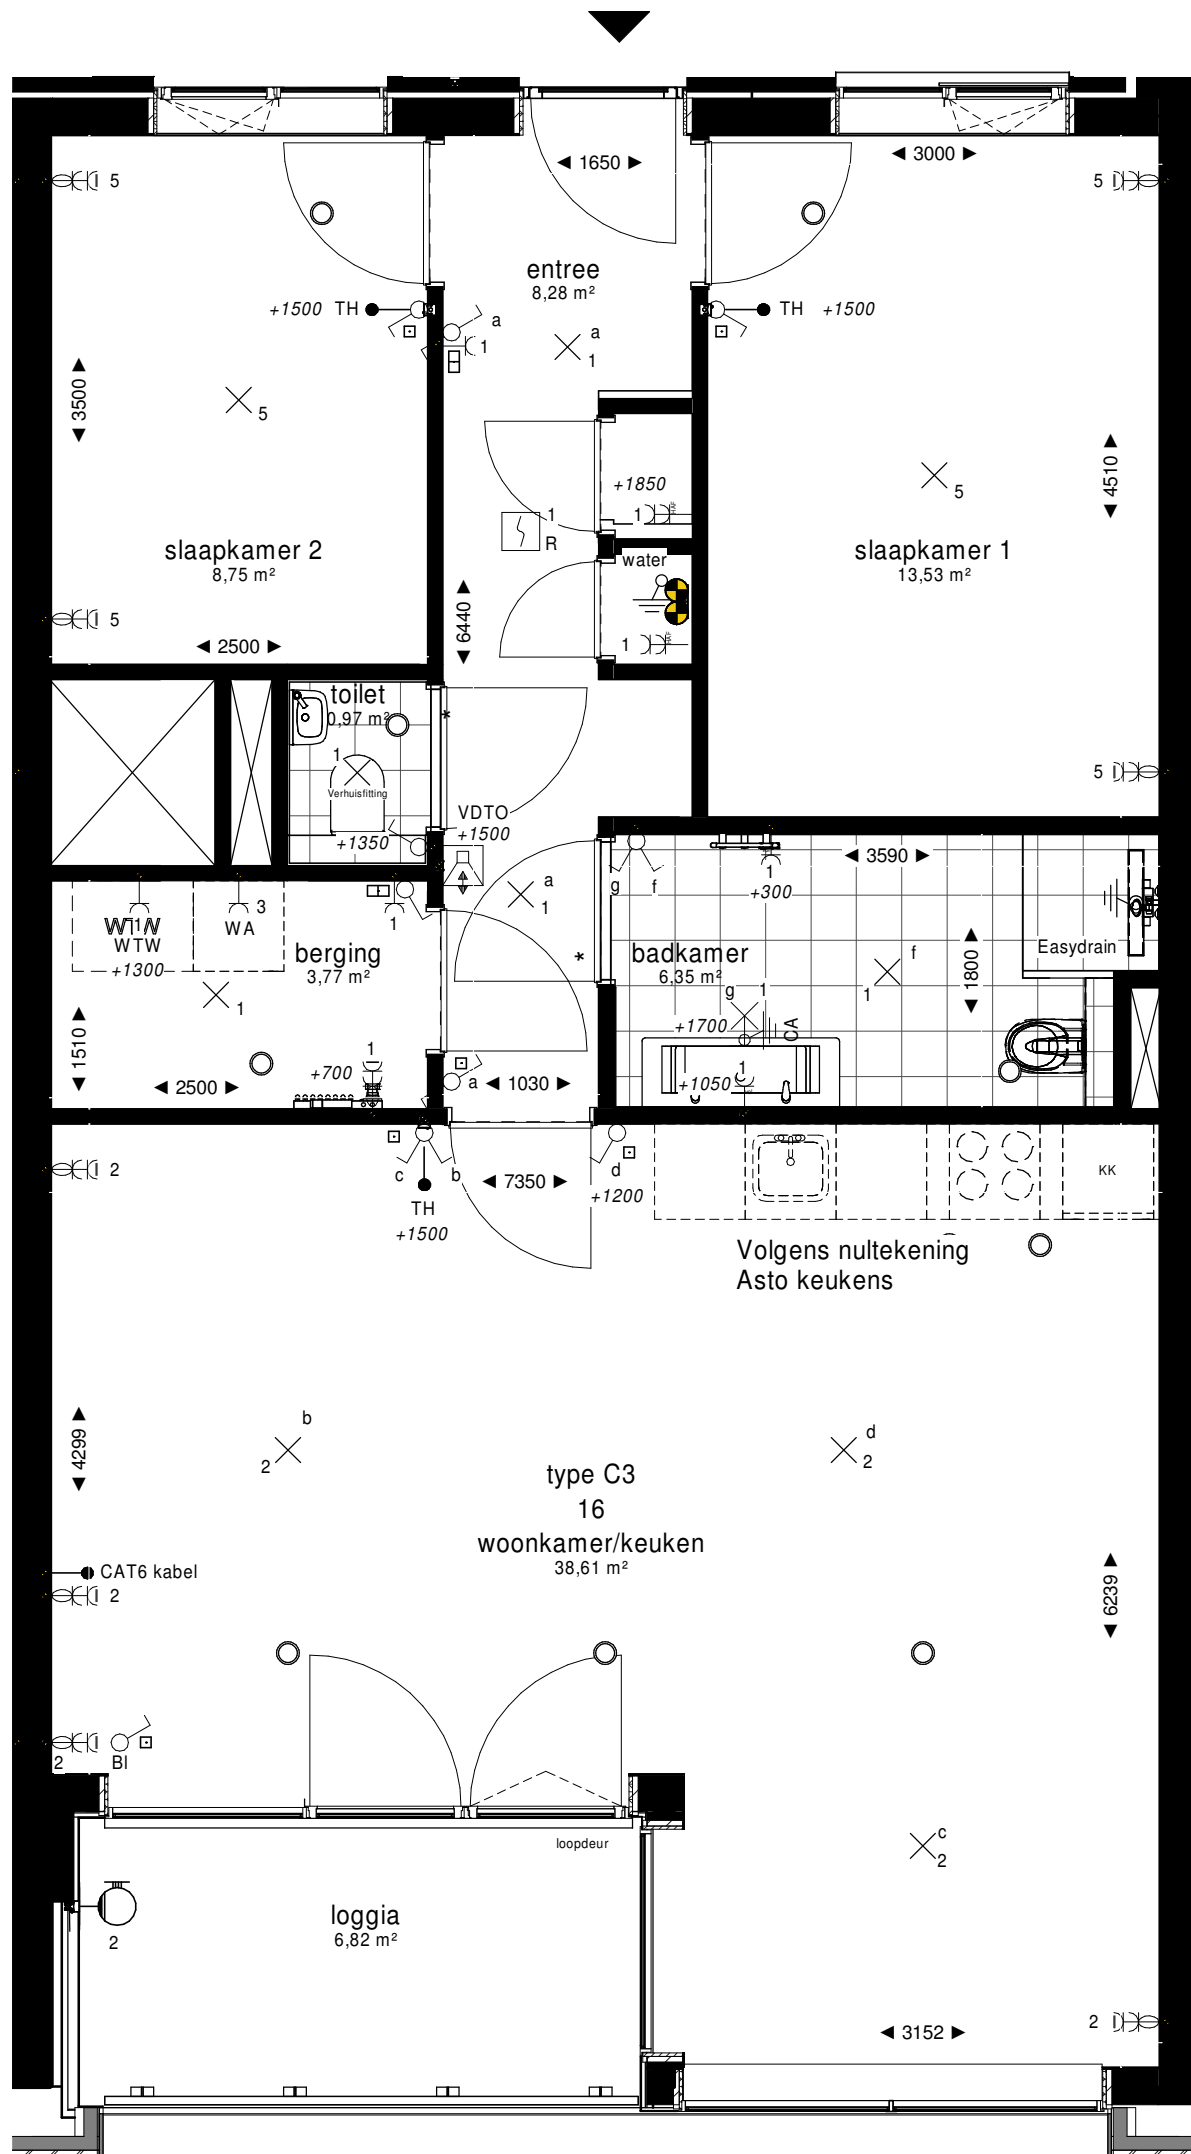 1650
3000
5
5
entree
8,28 m²
+1500 TH
a
a
1
1
TH +1500
3500
5
4510
5
+1850
1
1
R
slaapkamer 2
8,75 m²
water
slaapkamer 1
13,53 m²
6440
5
1
2500
toilet
0,97 m²
*
1
Verhuisfitting
5
VDTO
+1500
+1350
3590
g f
1
+300
a
1
3
1
WTW
WTW
+1300
WA
1
berging
3,77 m²
*
badkamer
6,35 m²
f
1
1800
Easydrain
1
g 1
+1700
CA
1510
2500
+700
1
a
1030
+1050
1
2
c b
d
7350
+1200
TH
+1500
KK
Volgens nultekening
Asto keukens
4299
b
2
d
2
type C3
16
woonkamer/keuken
38,61 m²
CAT6 kabel
2
6239
2
BI
loopdeur
c
2
loggia
6,82 m²
2
3152
2